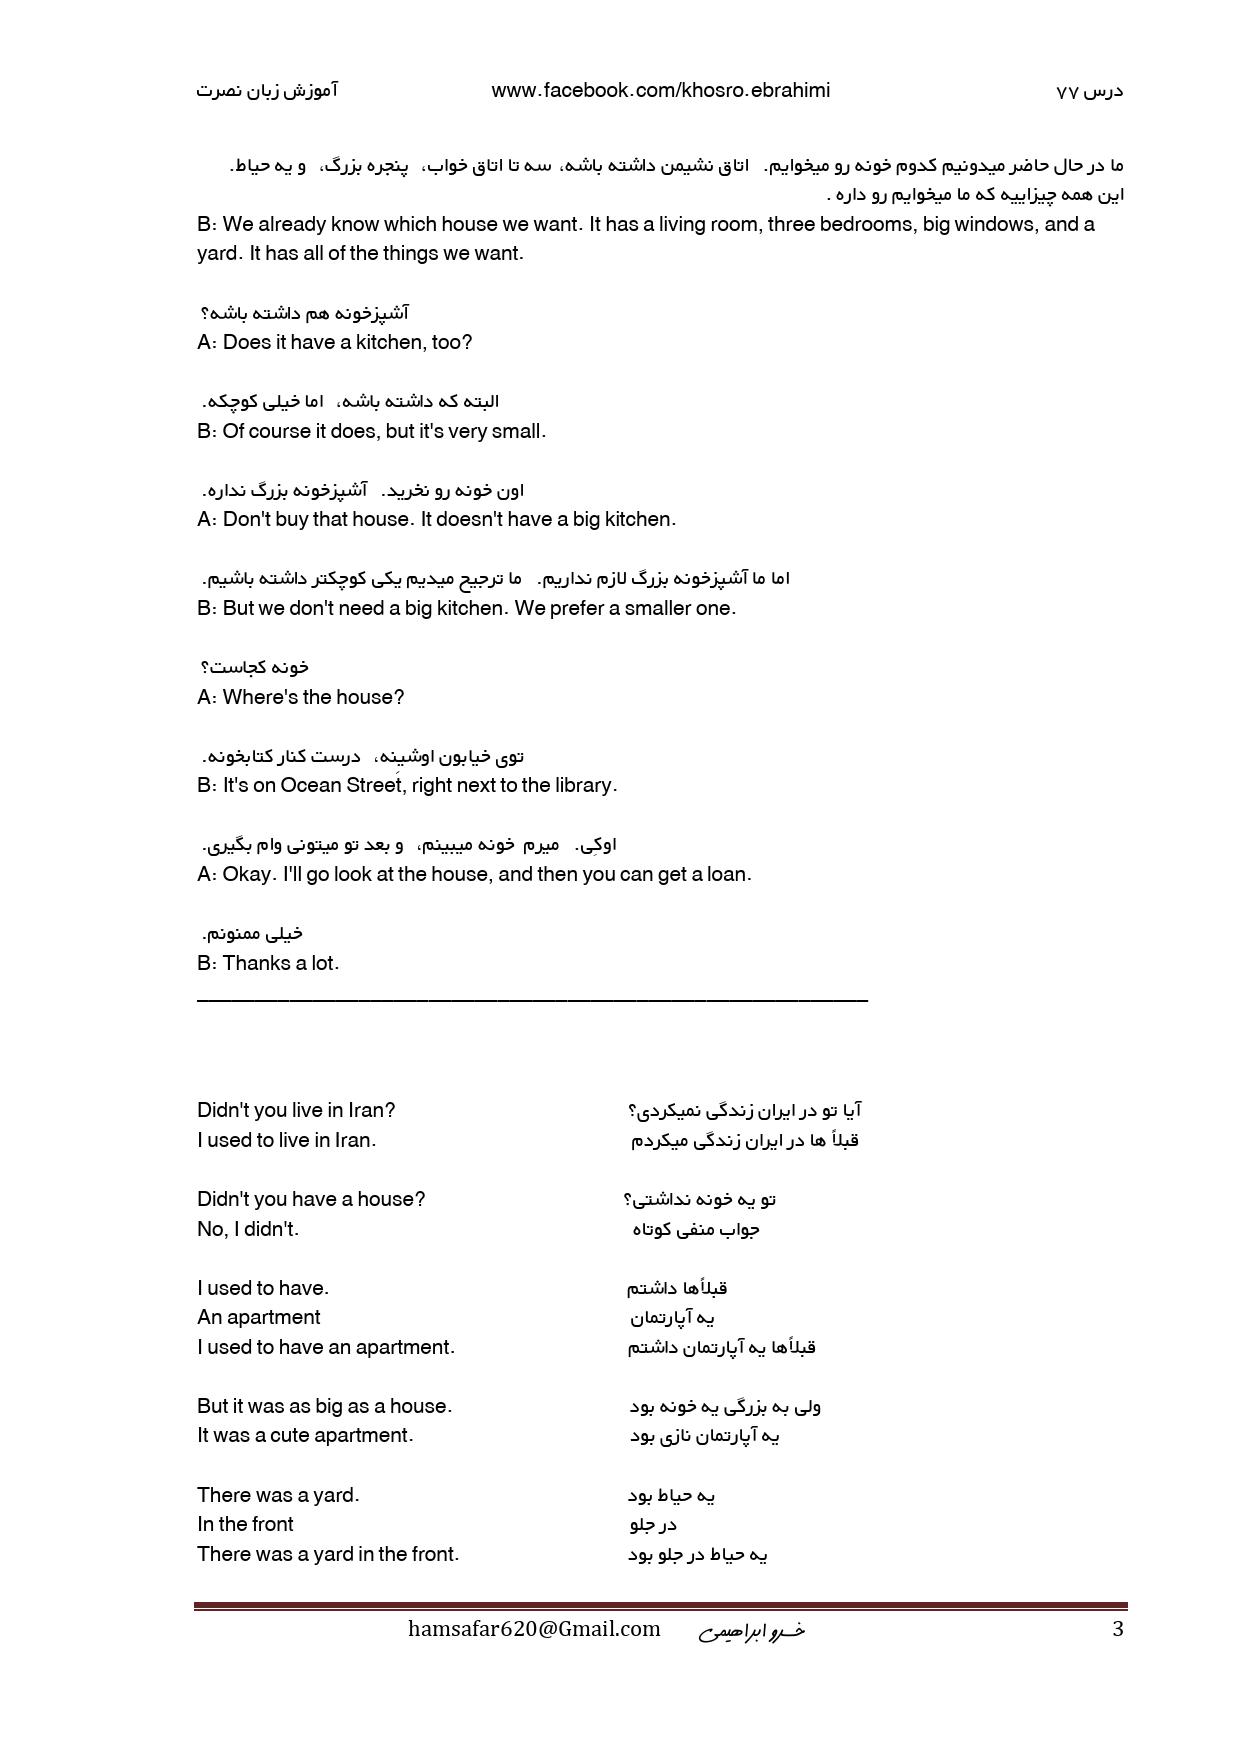 درس ۷۷ www.facebook.com/khosro.ebrahimi آموزش زبان نصرت
ما در حال حاضر میدونیم کدوم خونه رو میخوایم. اتاق نشیمن داشته باشه، سه تا اتاق خواب، پنجره بزرگ، و یه حیاط.
این همه چیزاییه که ما میخوایم رو داره .
B: We already know which house we want. It has a living room, three bedrooms, big windows, and a
yard. It has all of the things we want.
آشپزخونه هم داشته باشه؟
A: Does it have a kitchen, too?
البته که داشته باشه، اما خیلی کوچکه.
B: Of course it does, but it's very small.
اون خونه رو نخرید. آشپزخونه بزرگ نداره.
A: Don't buy that house. It doesn't have a big kitchen.
اما ما آشپزخونه بزرگ لازم نداریم. ما ترجیح میدیم یکی کوچکتر داشته باشیم.
B: But we don't need a big kitchen. We prefer a smaller one.
خونه کجاست؟
A: Where's the house?
توی خیابون اوشینِه، درست کنار کتابخونه.
B: It's on Ocean Street, right next to the library.
اوکِی. میرم خونه میبینم، و بعد تو میتونی وام بگیری.
A: Okay. I'll go look at the house, and then you can get a loan.
خیلی ممنونم.
B: Thanks a lot.
Didn't you live in Iran? آیا تو در ایران زندگی نمیکردی؟
I used to live in Iran. قبلاً ها در ایران زندگی میکردم
Didn't you have a house? تو یه خونه نداشتی؟
No, I didn't. جواب منفی کوتاه
I used to have. قبلاًها داشتم
An apartment یه آپارتمان
I used to have an apartment. قبلاًها یه آپارتمان داشتم
But it was as big as a house. ولی به بزرگی یه خونه بود
It was a cute apartment. یه آپارتمان نازی بود
There was a yard. یه حیاط بود
In the front در جلو
There was a yard in the front. یه حیاط در جلو بود
hamsafar620@Gmail.com خسرو ابراهیمی 3